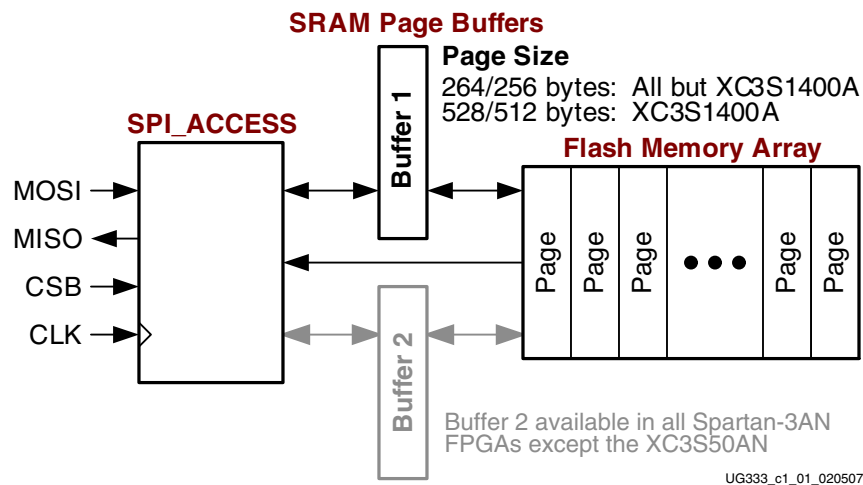 SRAM Page Buffers
Page Size
264/256 bytes: All but XC3S1400A
528/512 bytes: XC3S1400A
SPI_ACCESS
Buffer 1
Flash Memory Array
MOSI
MISO
CSB
CLK
Page
Page
Page
Page
Page
Buffer 2
Buffer 2 available in all Spartan-3AN
FPGAs except the XC3S50AN
UG333_c1_01_020507